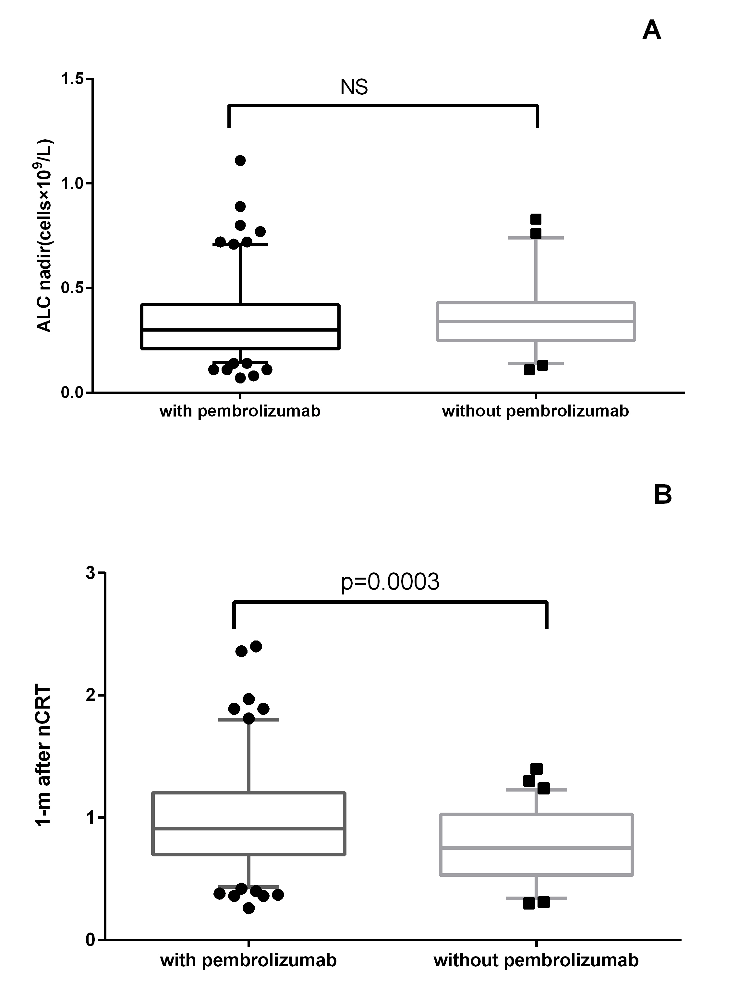 A
1.5
NS
1.0
0.5
0.0
ALC nadir(cells×10⁹/L)
with pembrolizumab
without pembrolizumab
B
3
p=0.0003
2
1
0
1-m after nCRT
with pembrolizumab
without pembrolizumab